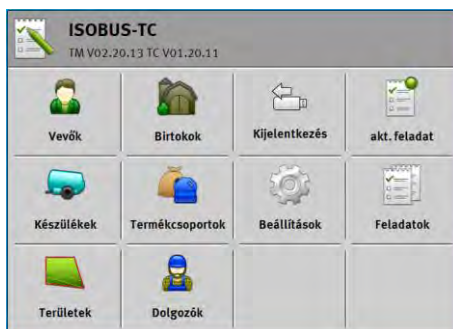 ISOBUS-TC
TM V02.20.13 TC V01.20.11
Vevők
Birtokok
Kijelentkezés
akt. feladat
Készülékek
Termékcsoportok
Beállítások
Feladatok
Területek
Dolgozók